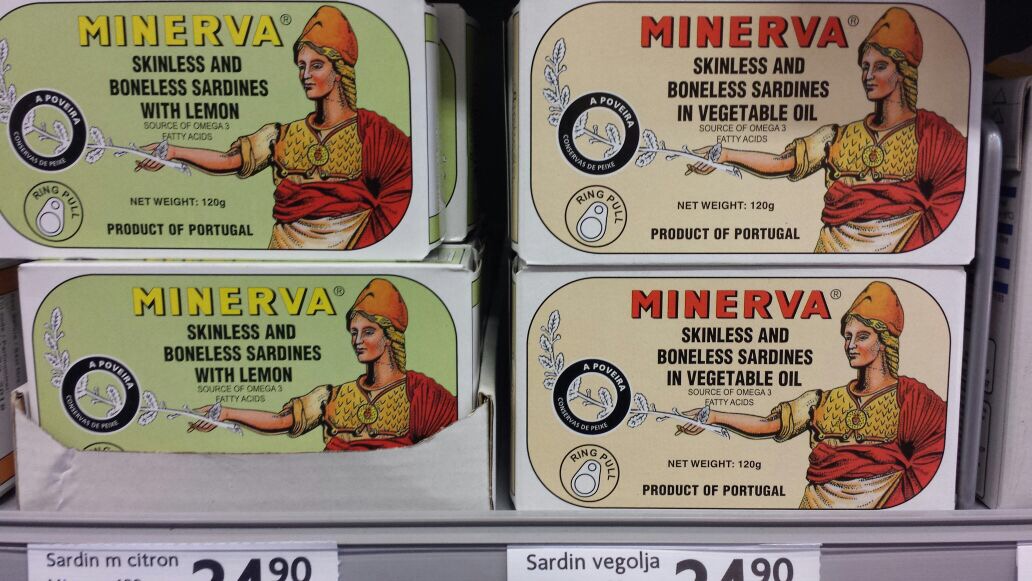 MINERVA®
SKINLESS AND
BONELESS SARDINES
WITH LEMON
SOURCE OF OMEGA 3
FATTY ACIDS
A POVEIRA
CONSERVAS DE PEIXE
RING PULL
NET WEIGHT: 120g
PRODUCT OF PORTUGAL
MINERVA®
SKINLESS AND
BONELESS SARDINES
IN VEGETABLE OIL
SOURCE OF OMEGA 3
FATTY ACIDS
A POVEIRA
CONSERVAS DE PEIXE
RING PULL
NET WEIGHT: 120g
PRODUCT OF PORTUGAL
MINERVA®
SKINLESS AND
BONELESS SARDINES
WITH LEMON
SOURCE OF OMEGA 3
FATTY ACIDS
A POVEIRA
CONSERVAS DE PEIXE
MINERVA®
SKINLESS AND
BONELESS SARDINES
IN VEGETABLE OIL
SOURCE OF OMEGA 3
FATTY ACIDS
A POVEIRA
CONSERVAS DE PEIXE
RING PULL
NET WEIGHT: 120g
PRODUCT OF PORTUGAL
Sardin m citron
24 90
Sardin vegolja
24 90